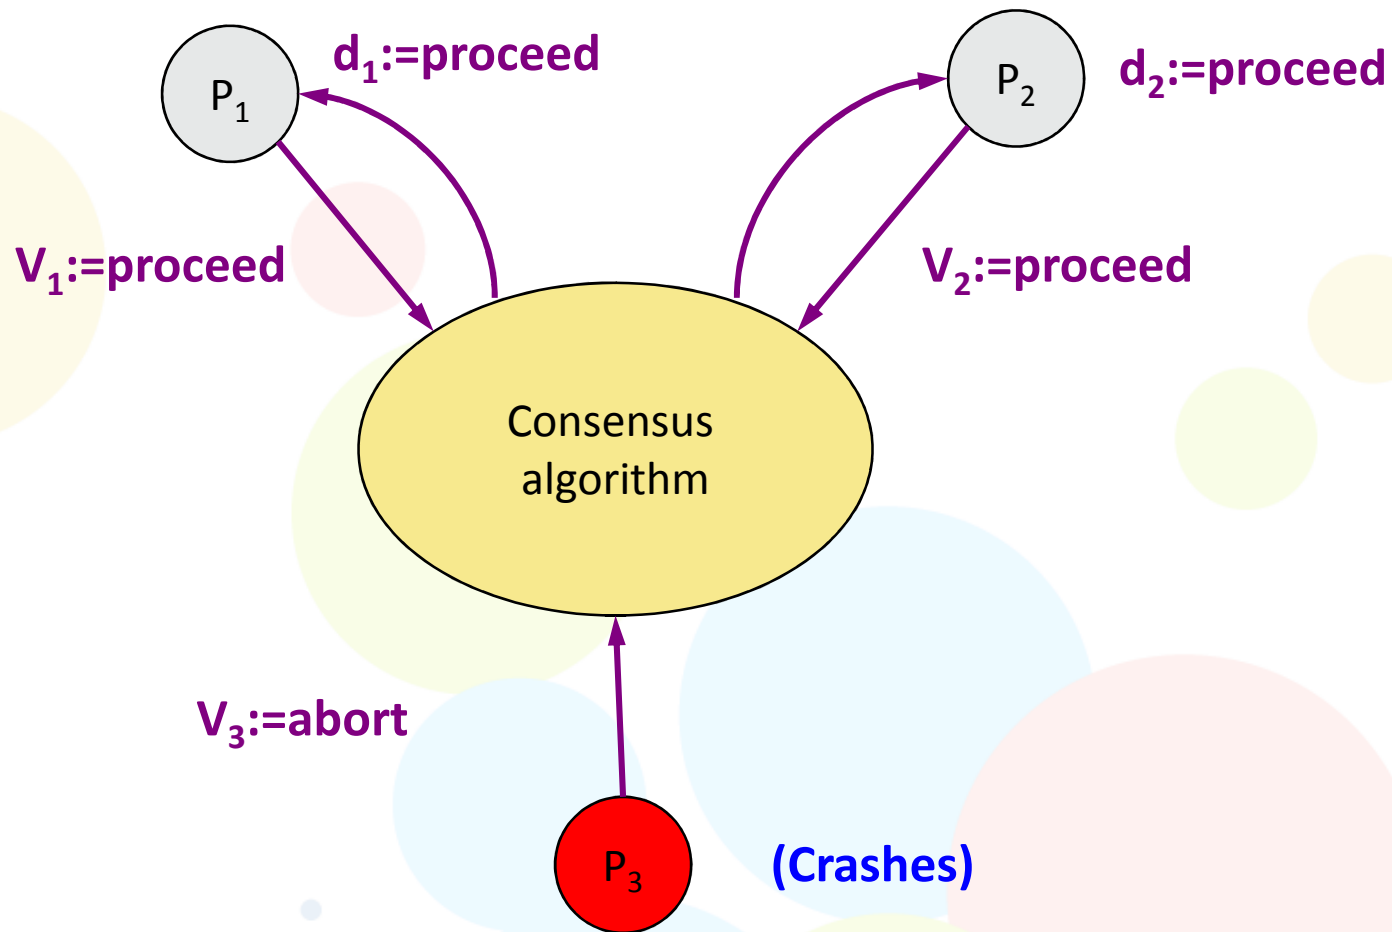 d₁:=proceed
P₁
P₂
d₂:=proceed
V₁:=proceed
V₂:=proceed
Consensus
algorithm
V₃:=abort
P₃
(Crashes)